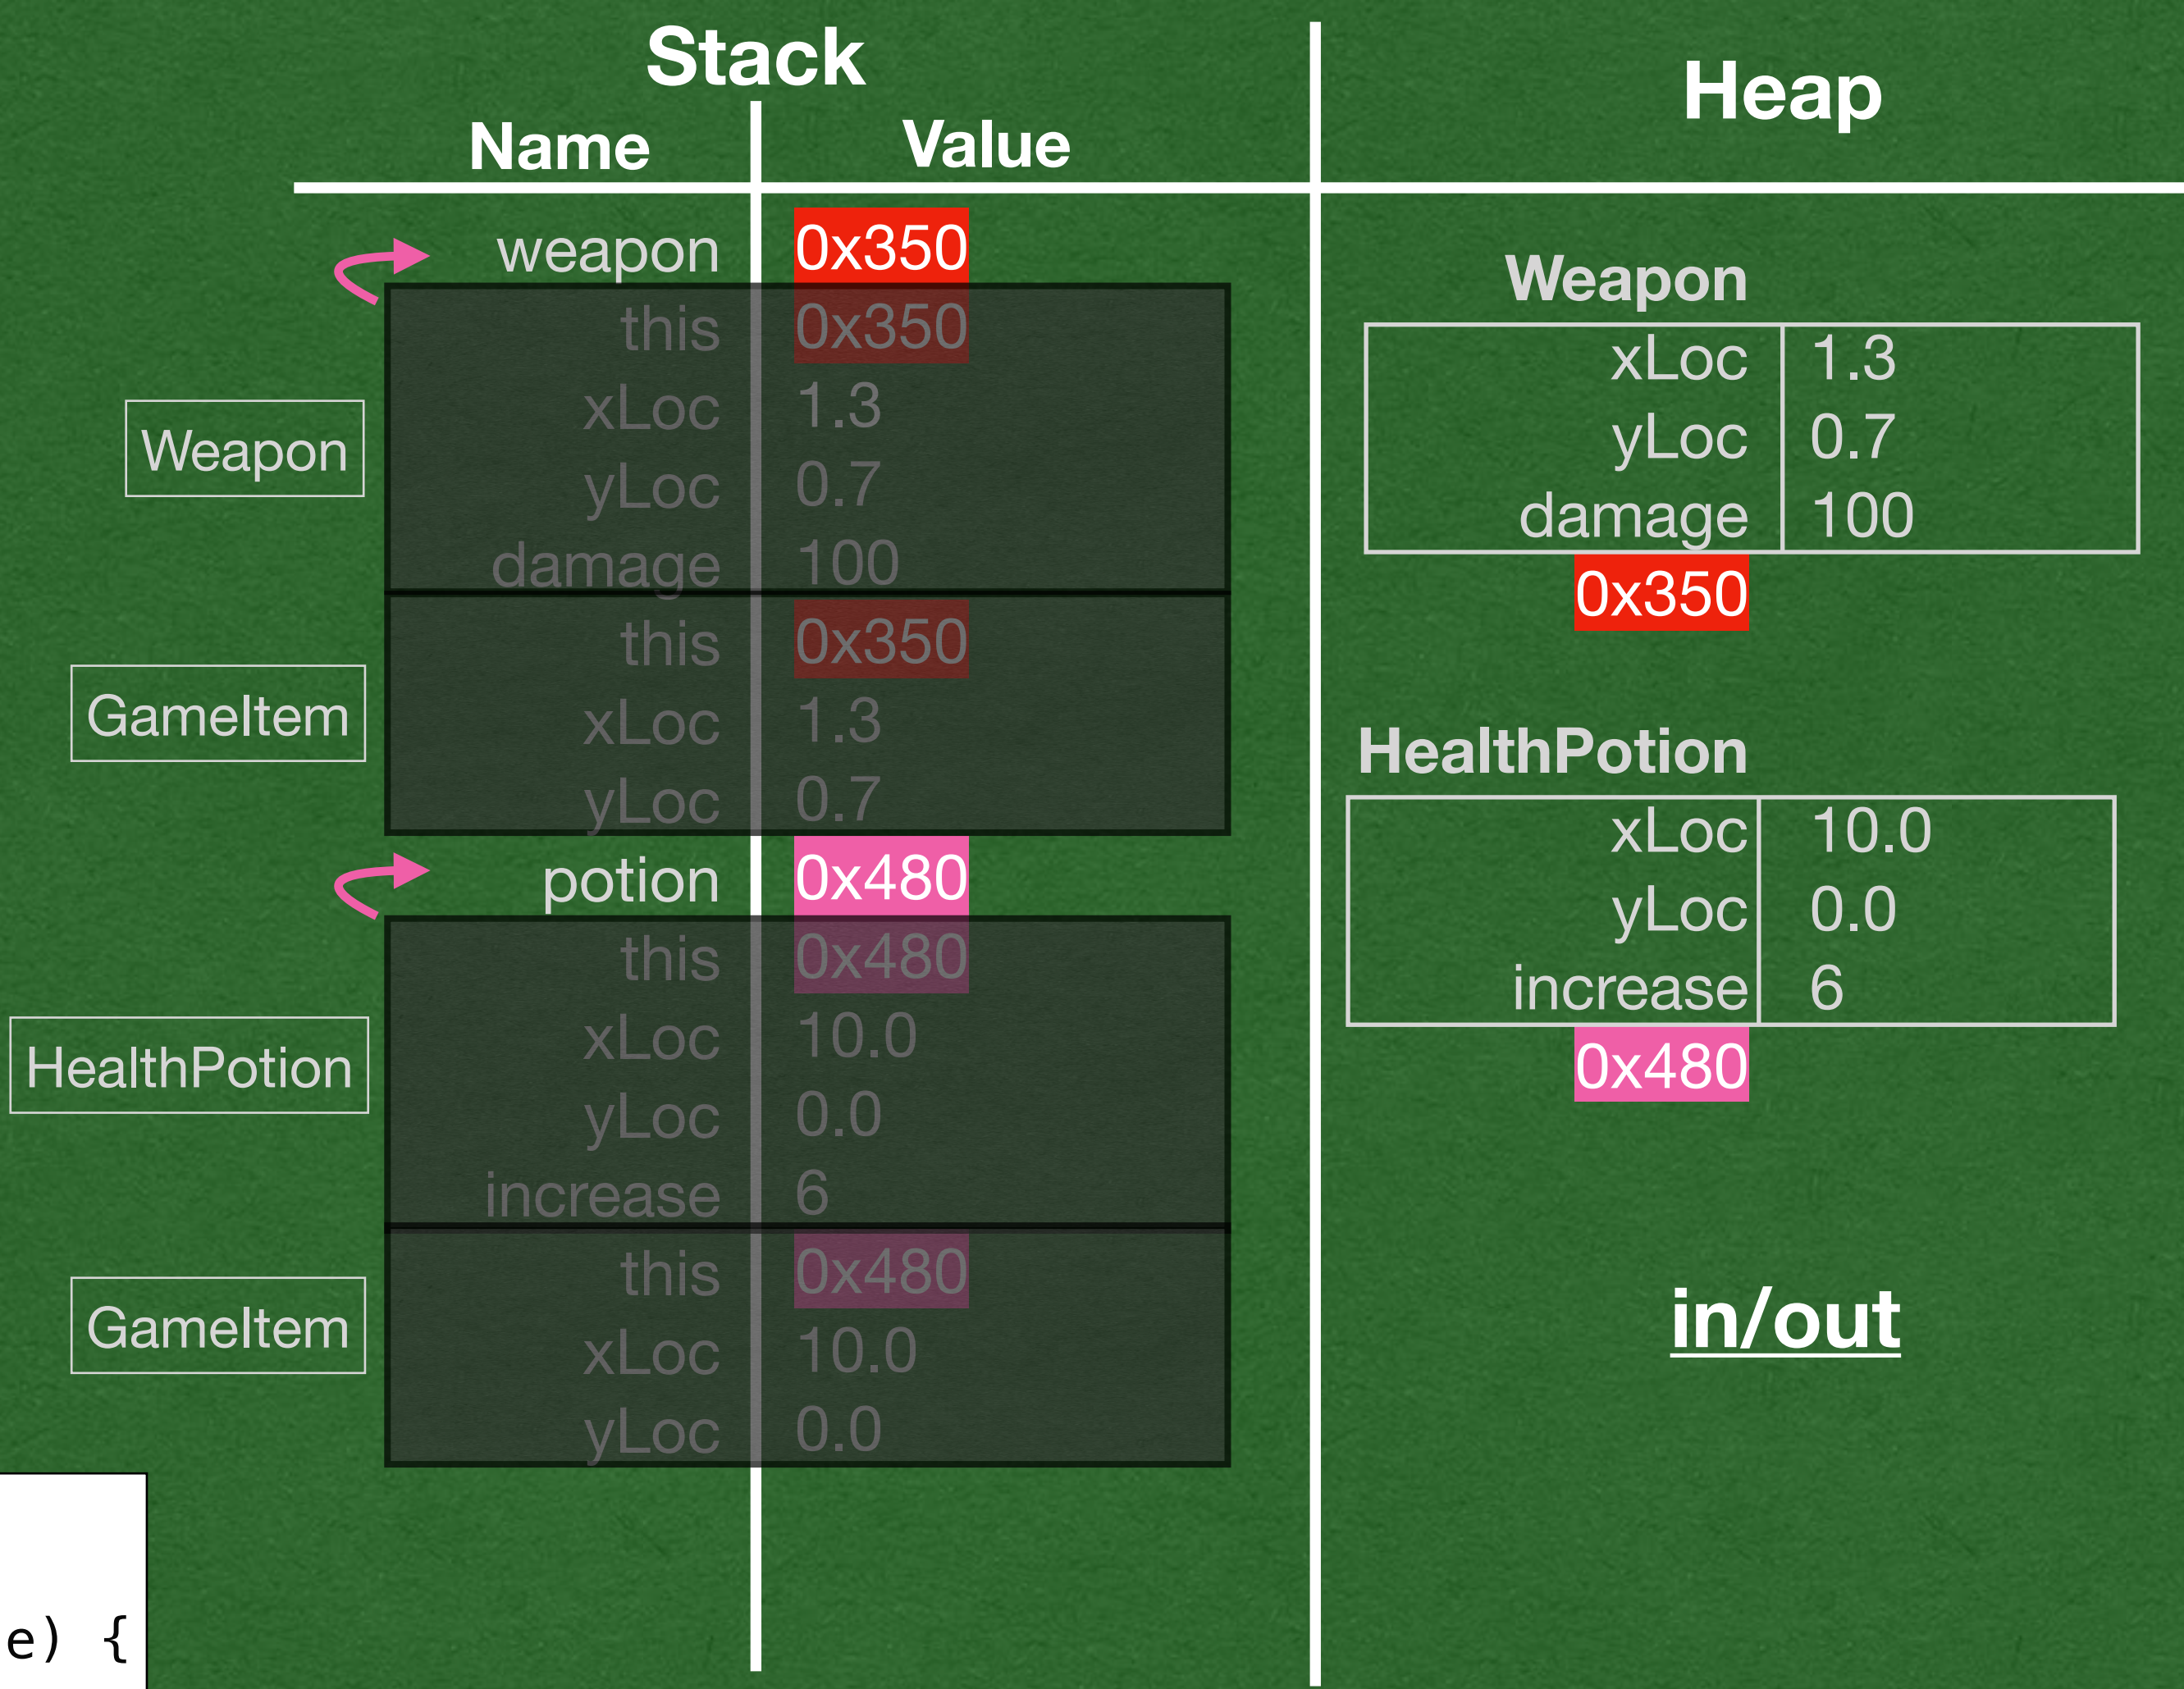 Stack
Name Value
weapon 0x350
this 0x350
xLoc 1.3
yLoc 0.7
damage 100
Weapon
this 0x350
xLoc 1.3
yLoc 0.7
GameItem
potion 0x480
this 0x480
xLoc 10.0
yLoc 0.0
increase 6
HealthPotion
this 0x480
xLoc 10.0
yLoc 0.0
GameItem
e) {
Heap
Weapon
xLoc 1.3
yLoc 0.7
damage 100
0x350
HealthPotion
xLoc 10.0
yLoc 0.0
increase 6
0x480
in/out